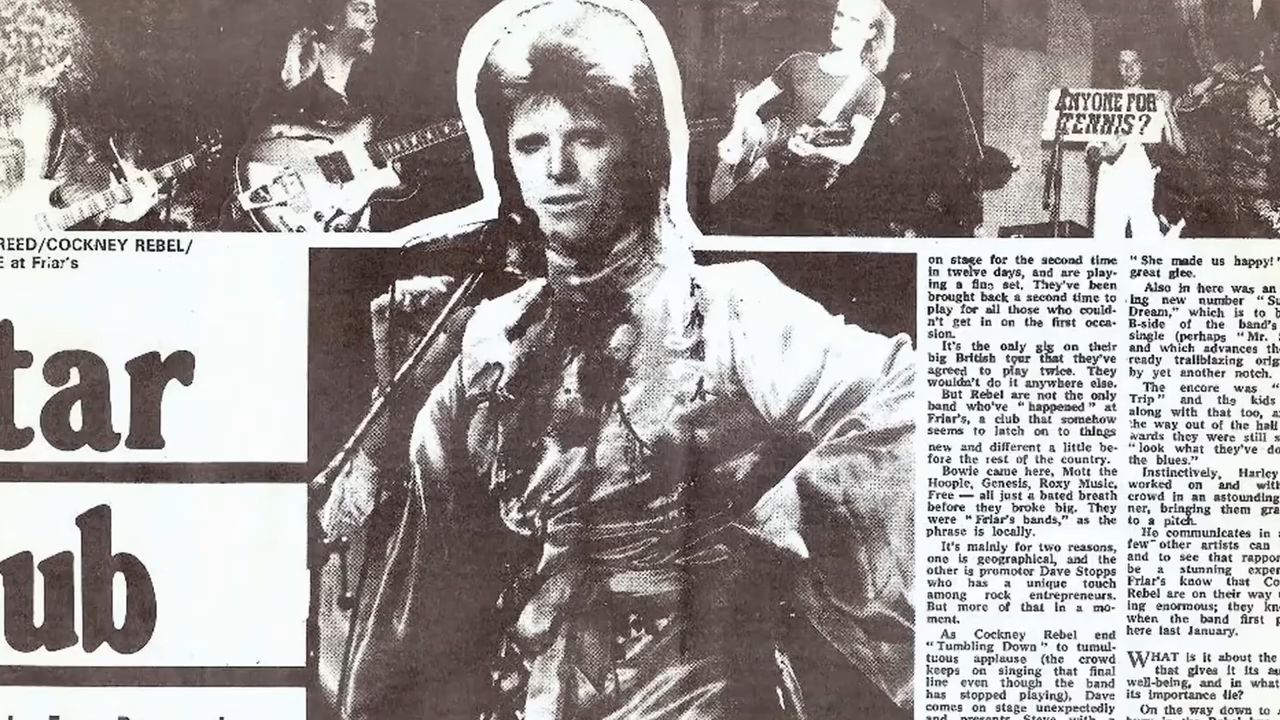 ANYONE FOR
TENNIS?
REED/COCKNEY REBEL/
E at Friar's
tar
ub
on stage for the second time
in twelve days, and are play-
ing a fine set. They've been
brought back a second time to
play for all those who could-
n't get in on the first occa-
sion.
It's the only gig on their
big British tour that they've
agreed to play twice. They
wouldn't do it anywhere else.
But Rebel are not the only
band who've "happened" at
Friar's, a club that somehow
seems to latch on to things
new and different a little be-
fore the rest of the country.
Bowie came here, Mott the
Hoople, Genesis, Roxy Music,
Free — all just a bated breath
before they broke big. They
were "Friar's bands," as the
phrase is locally.
It's mainly for two reasons,
one is geographical, and the
other is promoter Dave Stopps
who has a unique touch
among rock entrepreneurs.
But more of that in a mo-
ment.
As Cockney Rebel end
"Tumbling Down" to tumul-
tuous applause (the crowd
keeps on singing that final
line even though the band
has stopped playing), Dave
comes on stage unexpectedly
and presents Steve with a
"She made us happy!"
great glee.
Also in here was an
ing new number "S
Dream," which is to b
B-side of the band's
single (perhaps "Mr.
and which advances the
ready trailblazing orig
by yet another notch.
The encore was "
Trip" and the kids
along with that too, a
the way out of the hall
wards they were still s
"look what they've do
the blues."
Instinctively, Harley
worked on and with
crowd in an astounding
ner, bringing them gra
to a pitch.
He communicates in a
few other artists can
and to see that rappor
be a stunning exper
Friar's know that Co
Rebel are on their way
ing enormous; they kn
when the band first p
here last January.
WHAT is it about the
that gives it its au
well-being, and in what
its importance lie?
On the way down to A